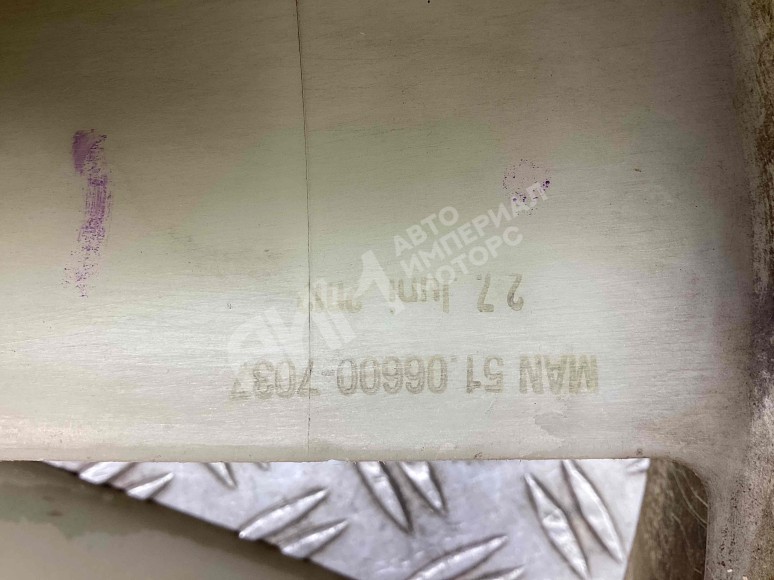 MAN 51.06600-7037
27. Juni
АВТО
ИМПЕРИАЛ
МОТОРС